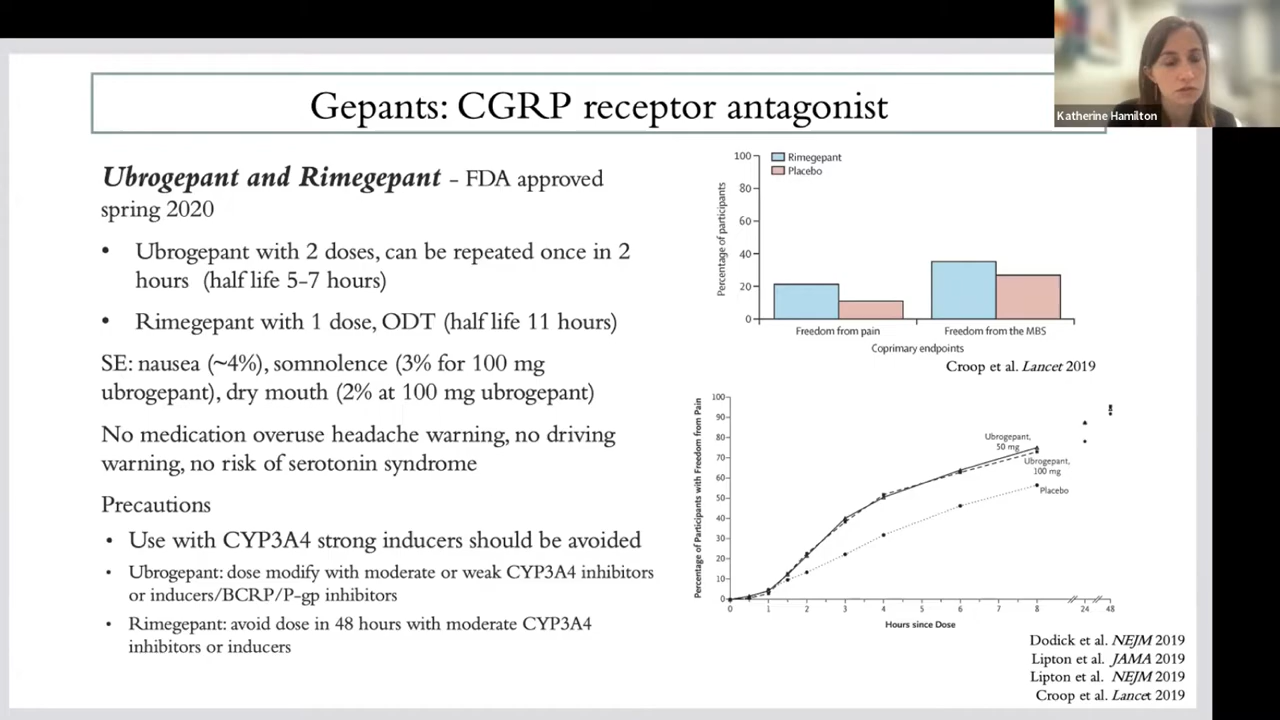 Gepants: CGRP receptor antagonist
Katherine Hamilton
Ubrogepant and Rimegepant - FDA approved
spring 2020
• Ubrogepant with 2 doses, can be repeated once in 2
hours (half life 5-7 hours)
• Rimegepant with 1 dose, ODT (half life 11 hours)
SE: nausea (~4%), somnolence (3% for 100 mg
ubrogepant), dry mouth (2% at 100 mg ubrogepant)
No medication overuse headache warning, no driving
warning, no risk of serotonin syndrome
Precautions
• Use with CYP3A4 strong inducers should be avoided
• Ubrogepant: dose modify with moderate or weak CYP3A4 inhibitors
or inducers/BCRP/P-gp inhibitors
• Rimegepant: avoid dose in 48 hours with moderate CYP3A4
inhibitors or inducers
Percentage of participants
100
80
60
40
20
0
Rimegepant
Placebo
Freedom from pain
Freedom from the MBS
Coprimary endpoints
Croop et al. Lancet 2019
Percentage of Participants with Freedom from Pain
100
90
80
70
60
50
40
30
20
10
0
Ubrogepant,
50 mg
Ubrogepant,
100 mg
Placebo
0 1 2 3 4 6 7 8 24 48
Hours since Dose
Dodick et al. NEJM 2019
Lipton et al. JAMA 2019
Lipton et al. NEJM 2019
Croop et al. Lancet 2019